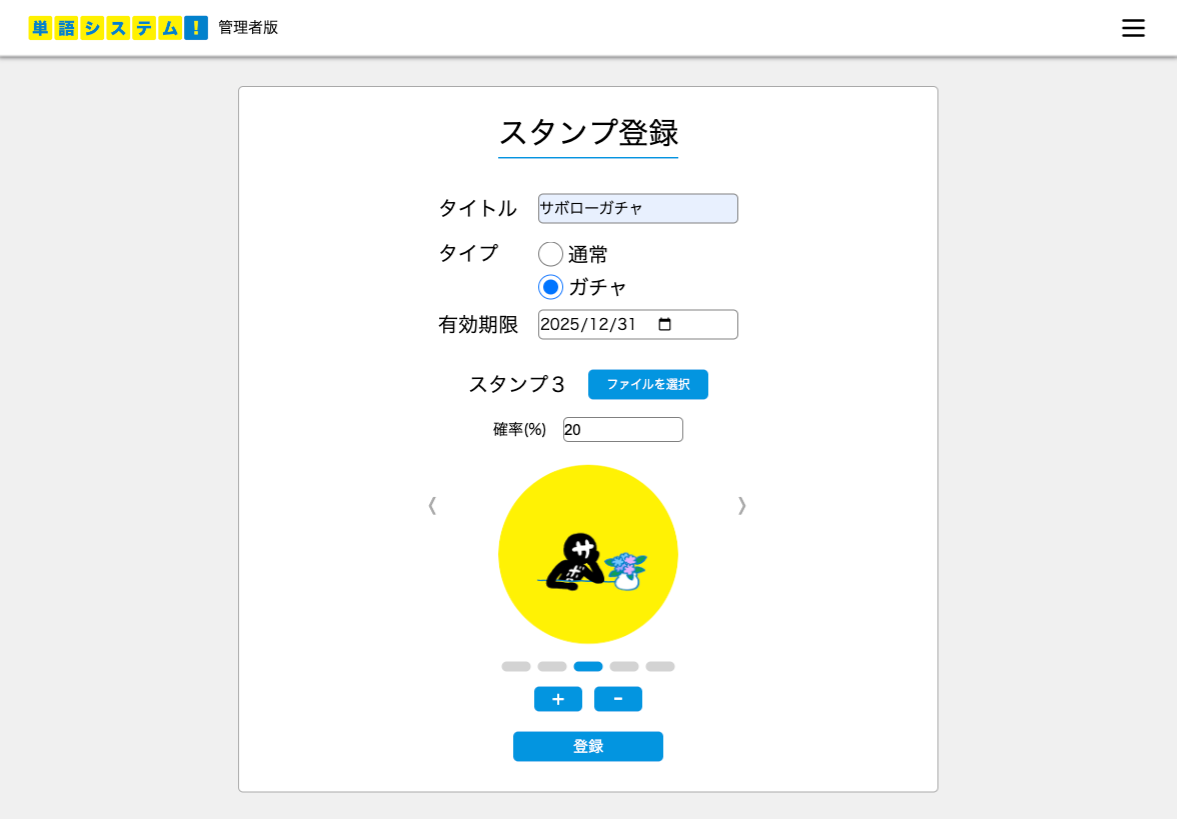 単語システム! 管理者版
スタンプ登録
タイトル サボローガチャ
タイプ 通常
ガチャ
有効期限 2025/12/31
スタンプ3 ファイルを選択
確率(%) 20
サ
ボ
+ -
登録